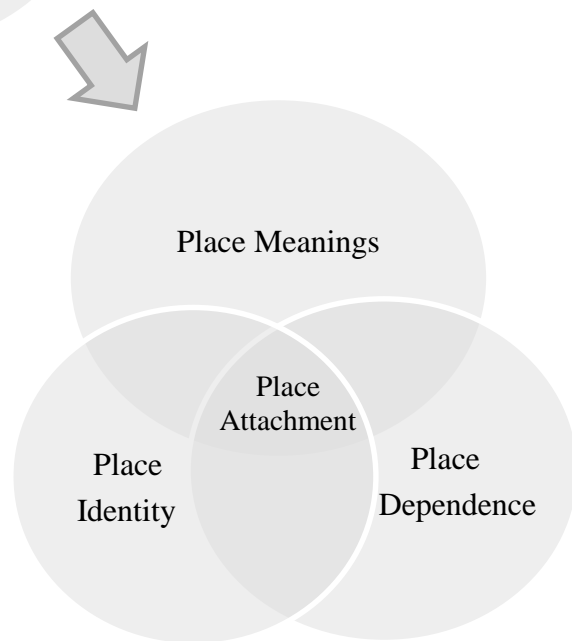 Place Meanings
Place
Attachment
Place
Identity
Place
Dependence